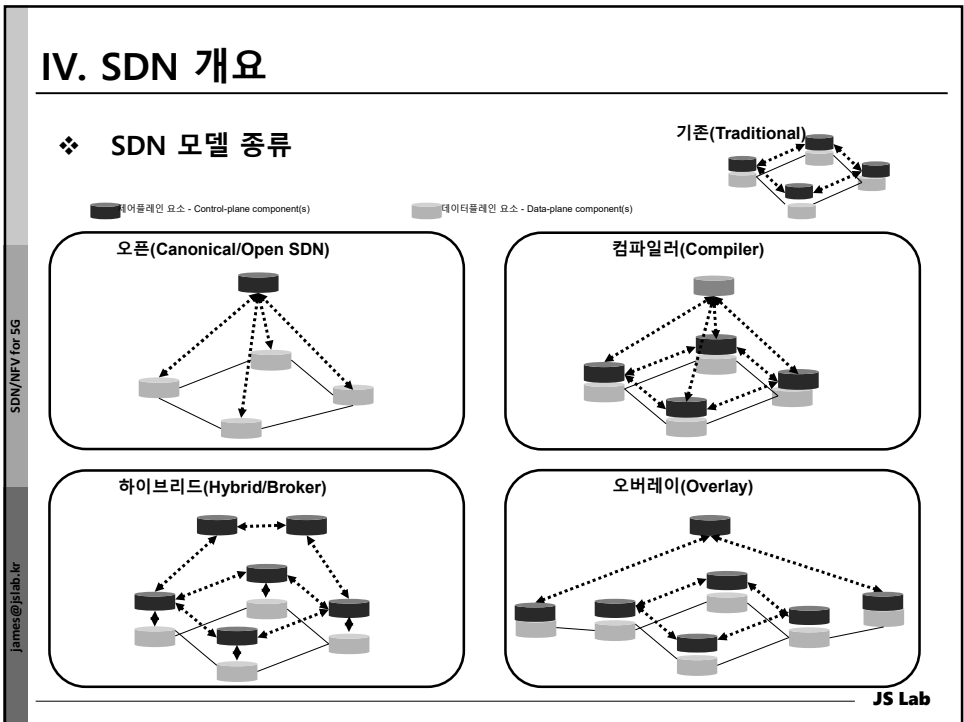 IV. SDN 개요
❖ SDN 모델 종류
기존(Traditional)
제어플레인 요소 - Control-plane component(s)
데이터플레인 요소 - Data-plane component(s)
오픈(Canonical/Open SDN)
컴파일러(Compiler)
하이브리드(Hybrid/Broker)
오버레이(Overlay)
SDN/NFV for 5G
james@jslab.kr
JS Lab